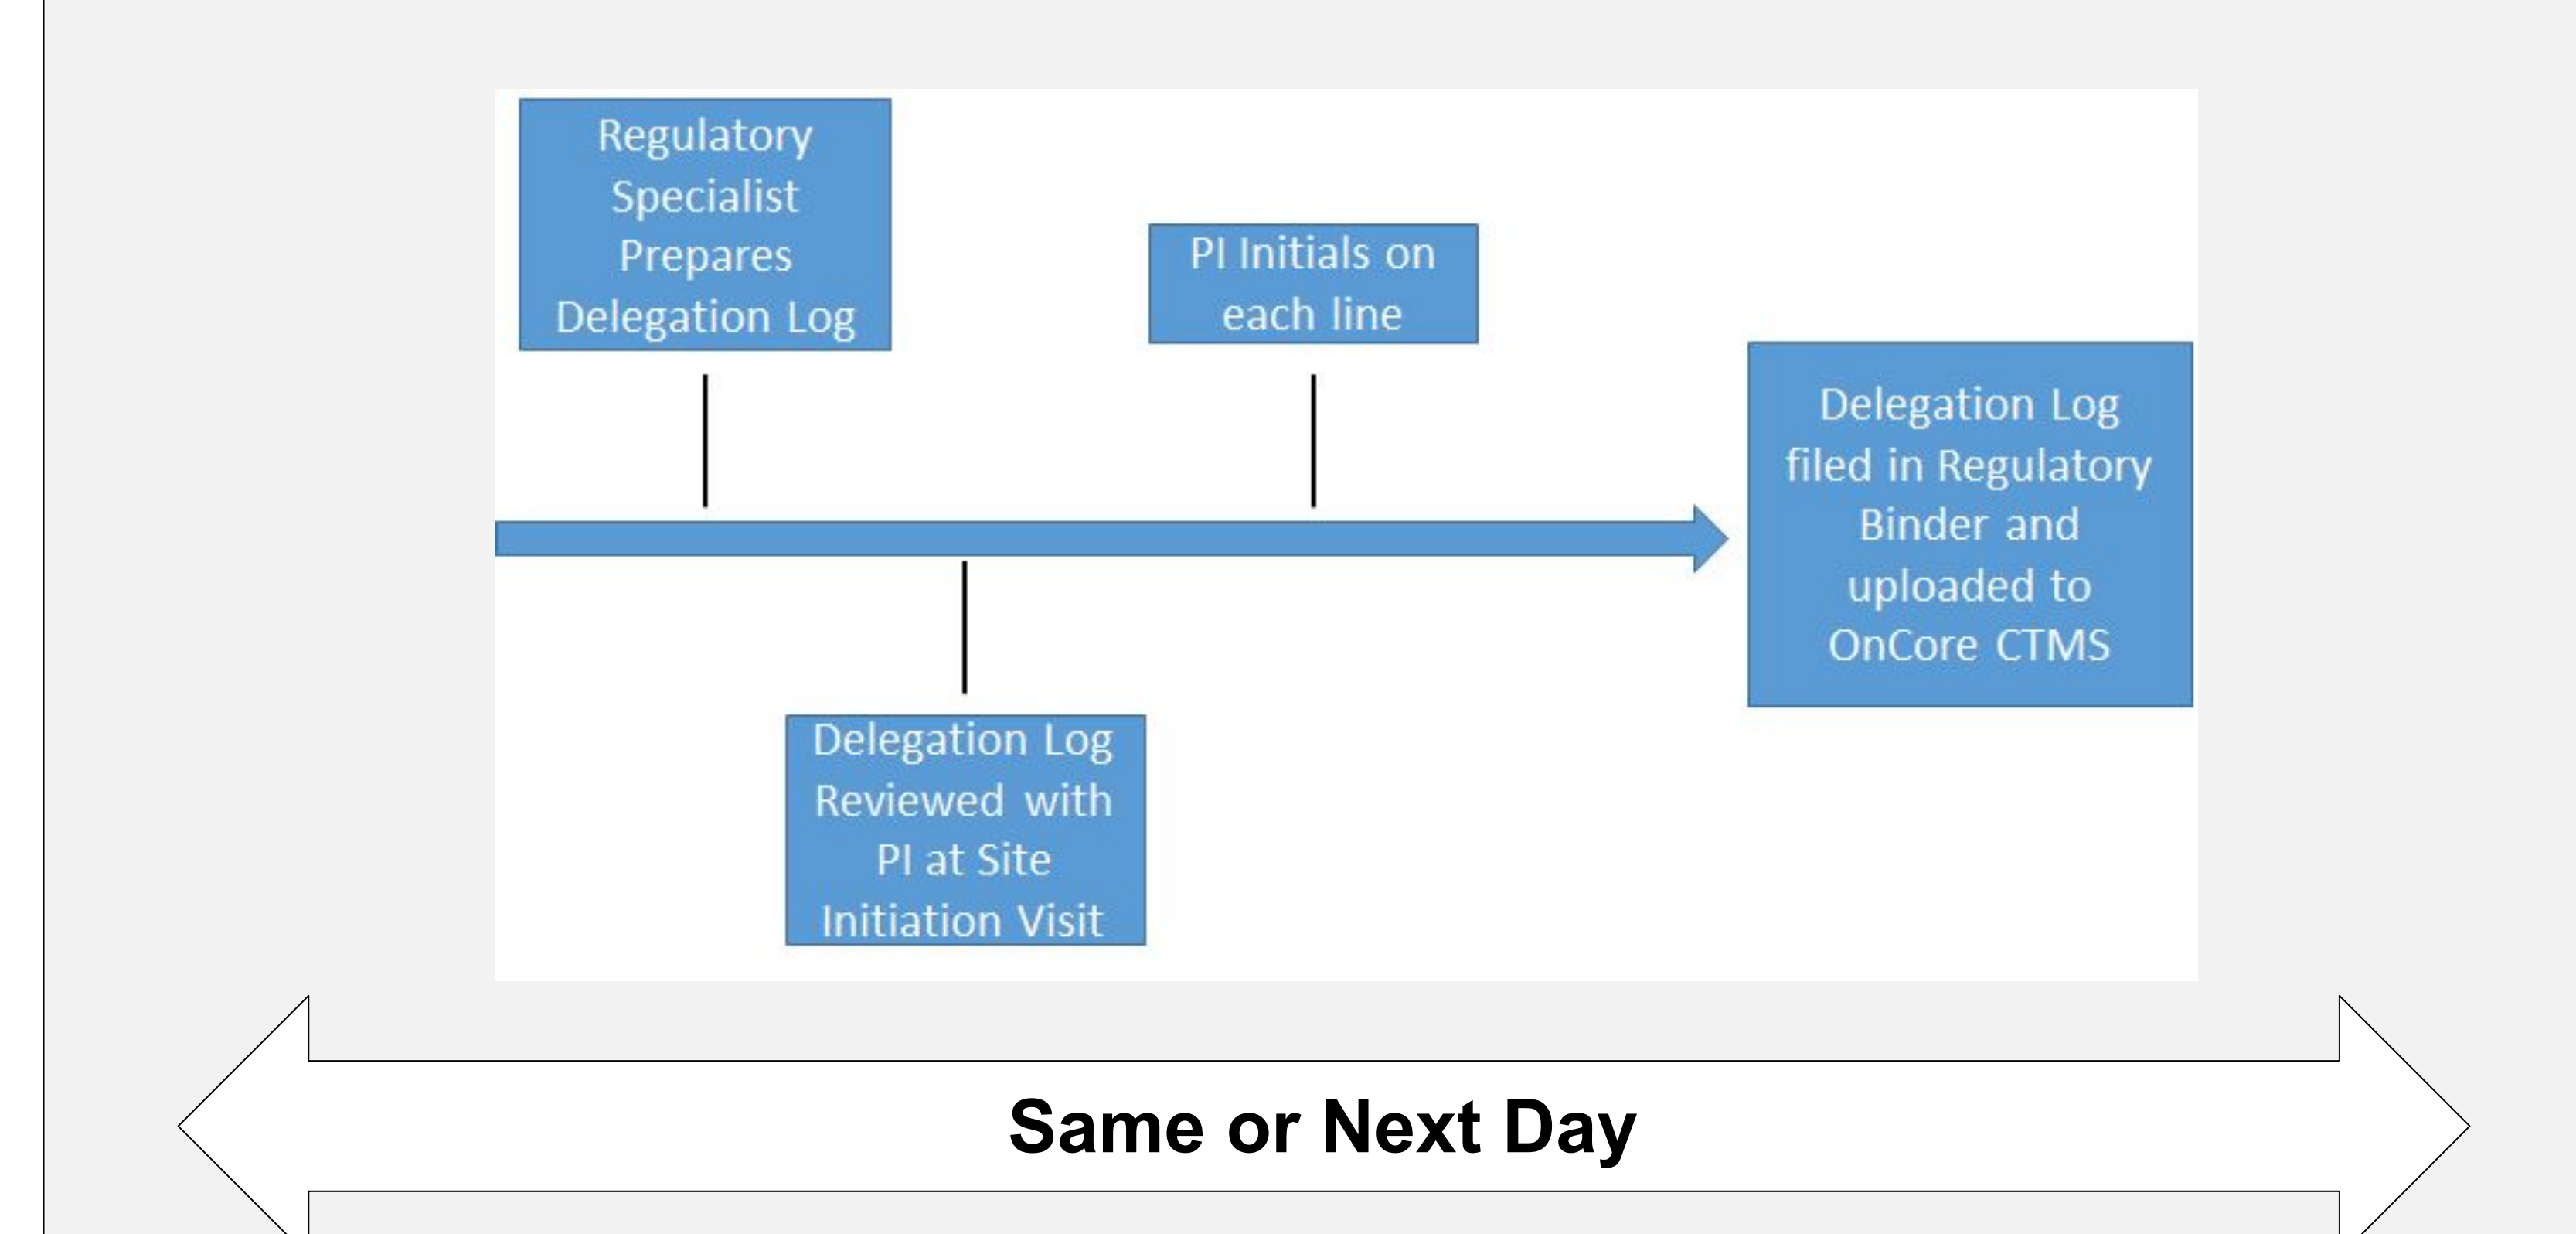 Regulatory
Specialist
Prepares
Delegation Log
PI Initials on
each line
Delegation Log
filed in Regulatory
Binder and
uploaded to
OnCore CTMS
Delegation Log
Reviewed with
PI at Site
Initiation Visit
Same or Next Day